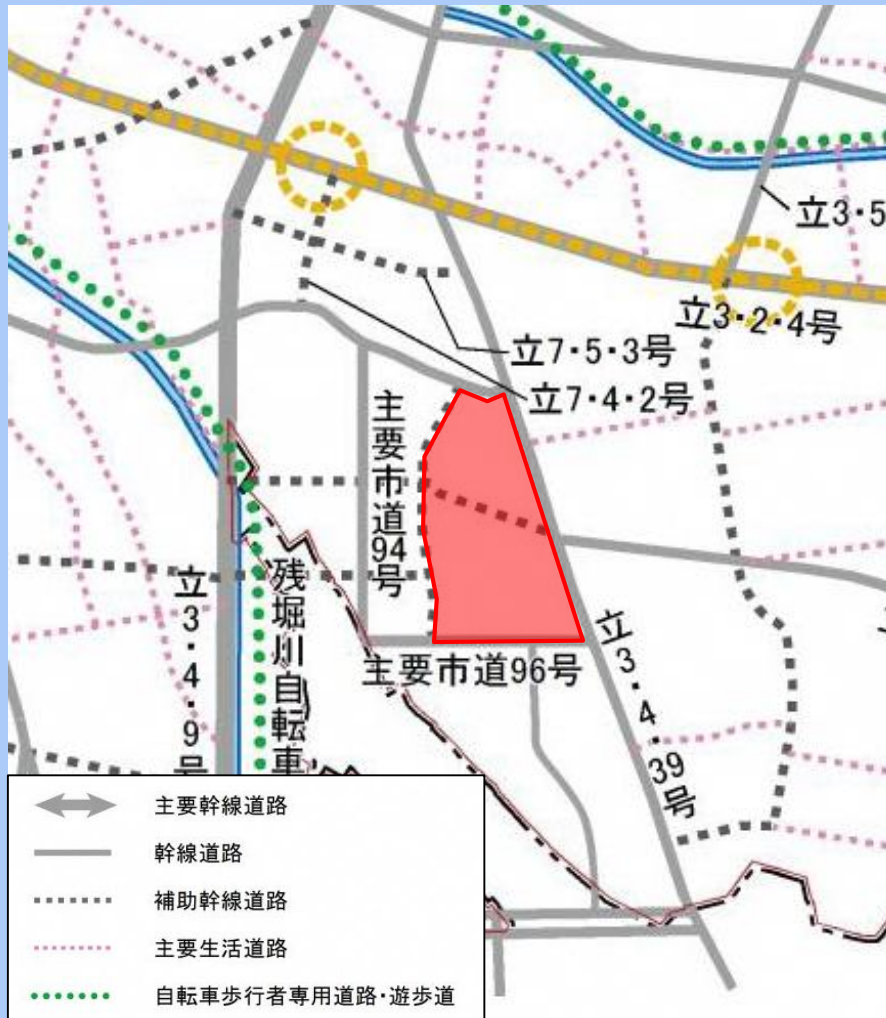 立3・5
立3・2・4号
立7・5・3号
立7・4・2号
主要市道94号
立3・4・9号
残堀川自転車
主要市道96号
立3・4・39号
主要幹線道路
幹線道路
補助幹線道路
主要生活道路
自転車歩行者専用道路・遊歩道